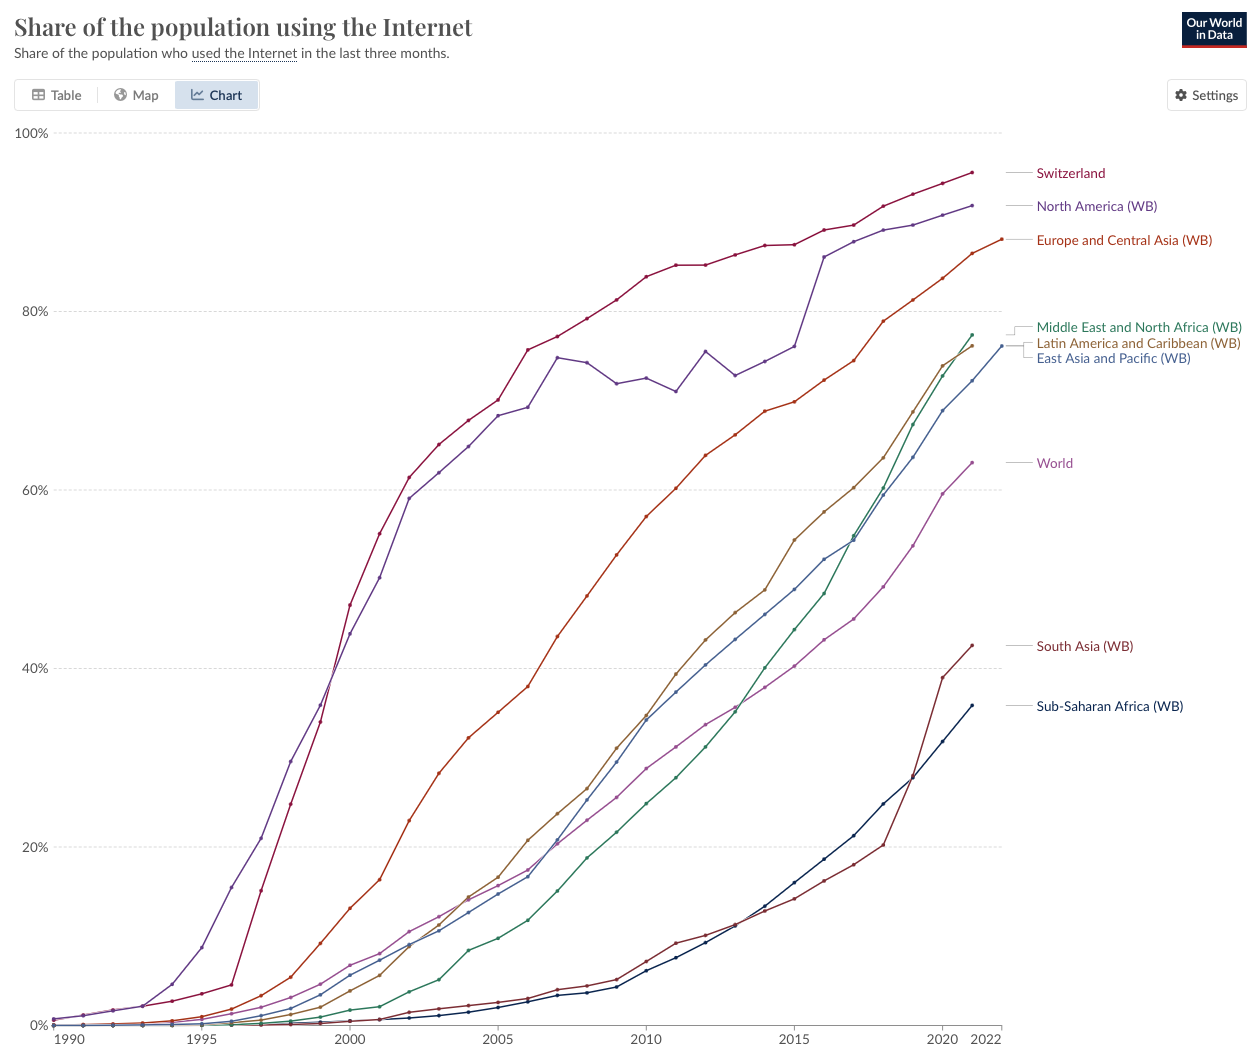 Share of the population using the Internet
Our World
in Data
Share of the population who used the Internet in the last three months.
Table
Map
Chart
Settings
100%
80%
60%
40%
20%
0%
1990
1995
2000
2005
2010
2015
2020
2022
Switzerland
North America (WB)
Europe and Central Asia (WB)
Middle East and North Africa (WB)
Latin America and Caribbean (WB)
East Asia and Pacific (WB)
World
South Asia (WB)
Sub-Saharan Africa (WB)